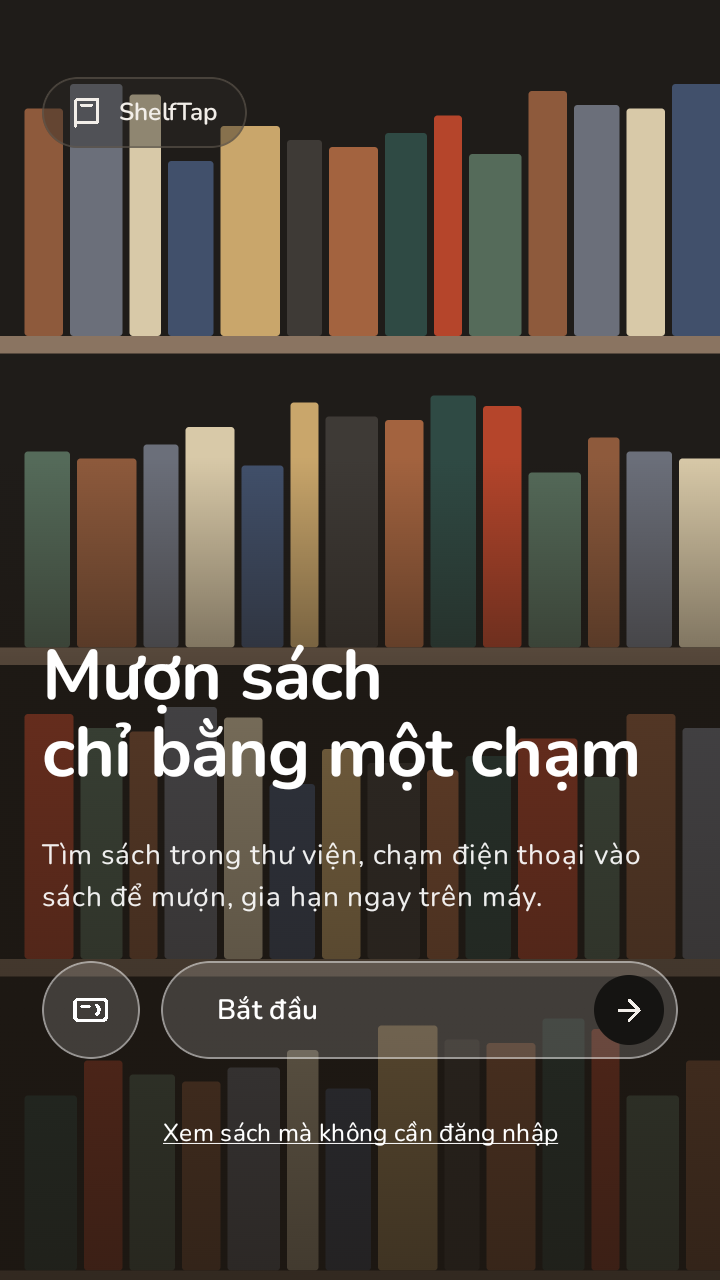 ShelfTap
Mượn sách
chỉ bằng một chạm
Tìm sách trong thư viện, chạm điện thoại vào
sách để mượn, gia hạn ngay trên máy.
Bắt đầu
Xem sách mà không cần đăng nhập